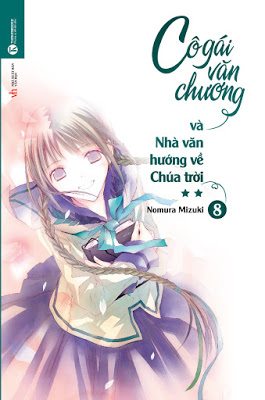 Cô gái
văn
chương
và
Nhà văn
hướng về
Chúa trời
★★
Nomura Mizuki 8